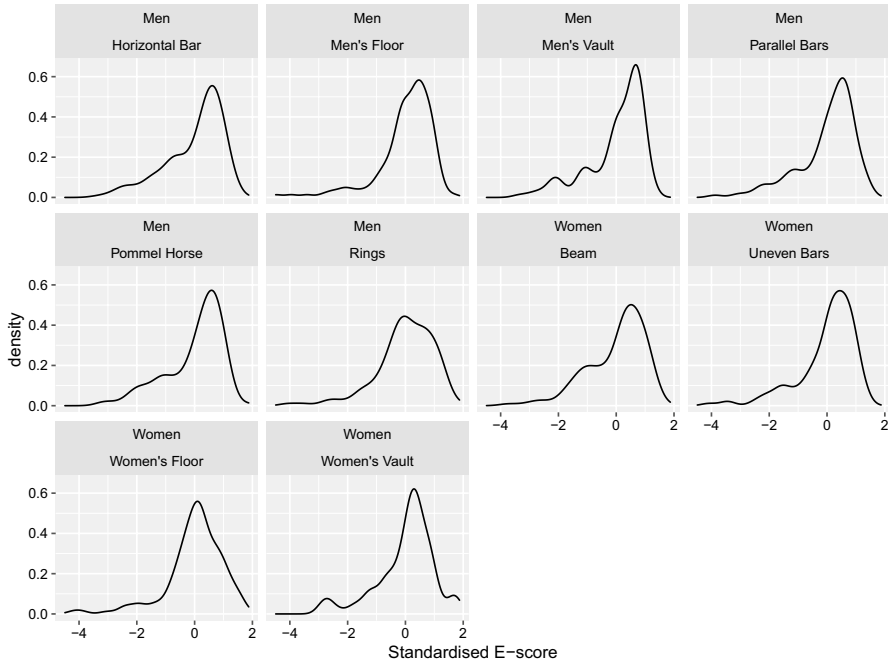 Men
Horizontal Bar
Men
Men's Floor
Men
Men's Vault
Men
Parallel Bars
0.6
0.4
0.2
0.0
Men
Pommel Horse
Men
Rings
Women
Beam
Women
Uneven Bars
0.6
0.4
0.2
0.0
−4 −2 0 2
−4 −2 0 2
Women
Women's Floor
Women
Women's Vault
0.6
0.4
0.2
0.0
−4 −2 0 2
−4 −2 0 2
density
Standardised E−score